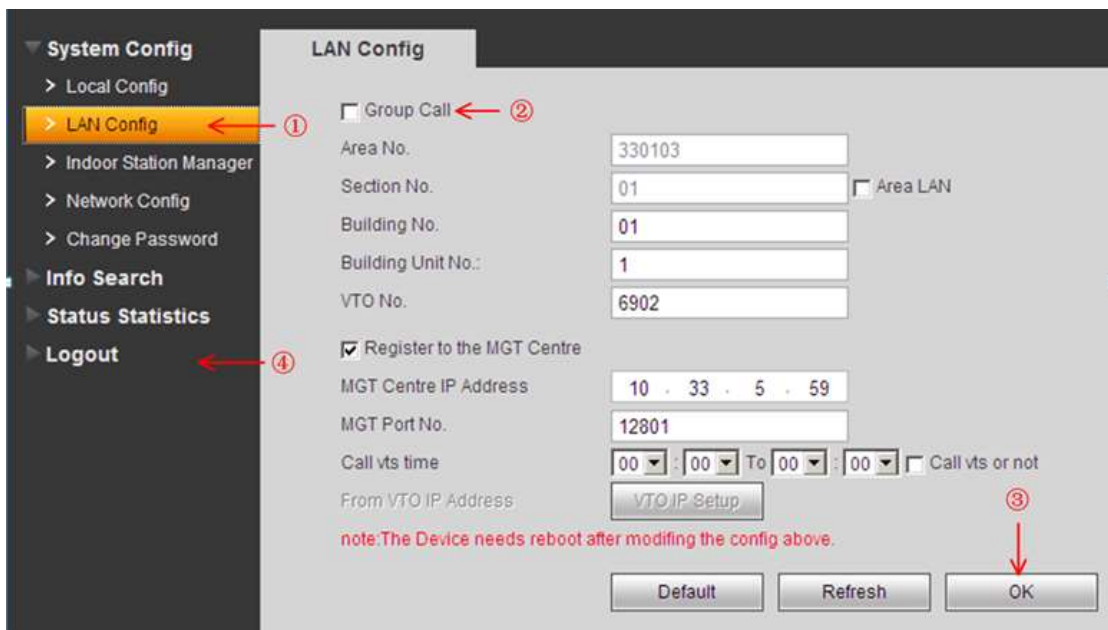 System Config
> Local Config
> LAN Config
①
> Indoor Station Manager
> Network Config
> Change Password
Info Search
Status Statistics
Logout
④
LAN Config
Group Call
②
Area No. 330103
Section No. 01 Area LAN
Building No. 01
Building Unit No.: 1
VTO No. 6902
Register to the MGT Centre
MGT Centre IP Address 10 . 33 . 5 . 59
MGT Port No. 12801
Call vts time 00 : 00 To 00 : 00 Call vts or not
From VTO IP Address VTO IP Setup
③
note:The Device needs reboot after modifing the config above.
Default Refresh OK